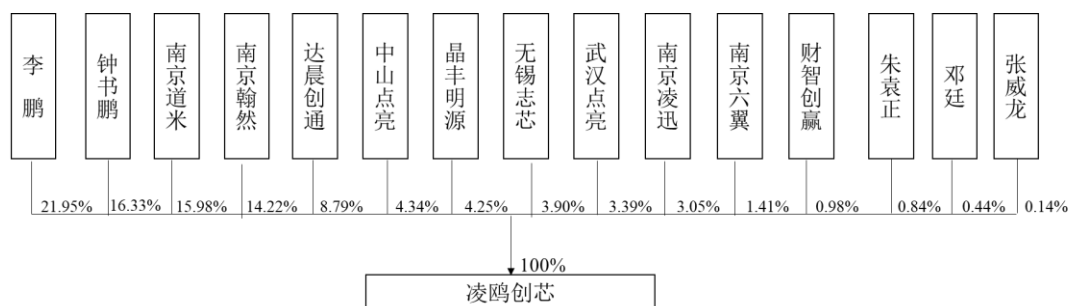 李鹏
钟书鹏
南京道米
南京翰然
达晨创通
中山点亮
晶丰明源
无锡志芯
武汉点亮
南京凌迅
南京六翼
财智创赢
朱袁正
邓廷
张威龙
21.95%
16.33%
15.98%
14.22%
8.79%
4.34%
4.25%
3.90%
3.39%
3.05%
1.41%
0.98%
0.84%
0.44%
0.14%
100%
凌鸥创芯